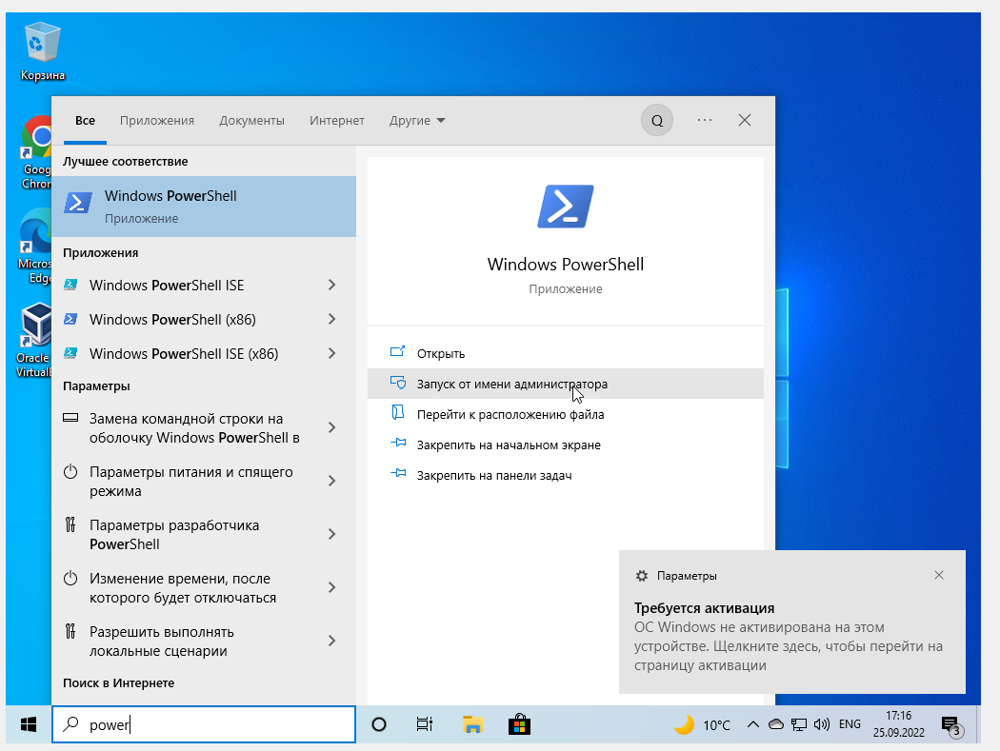 Корзина
Goog
Chron
Micros
Edge
Oracle
VirtualB
Все
Приложения
Документы
Интернет
Другие
Q
Лучшее соответствие
Windows PowerShell
Приложение
Приложения
Windows PowerShell ISE
Windows PowerShell (x86)
Windows PowerShell ISE (x86)
Параметры
Замена командной строки на
оболочку Windows PowerShell в
Параметры питания и спящего
режима
Параметры разработчика
PowerShell
Изменение времени, после
которого будет отключаться
Разрешить выполнять
локальные сценарии
Поиск в Интернете
Windows PowerShell
Приложение
Открыть
Запуск от имени администратора
Перейти к расположению файла
Закрепить на начальном экране
Закрепить на панели задач
Параметры
Требуется активация
ОС Windows не активирована на этом
устройстве. Щелкните здесь, чтобы перейти на
страницу активации
power
10°C
ENG
17:16
25.09.2022
3